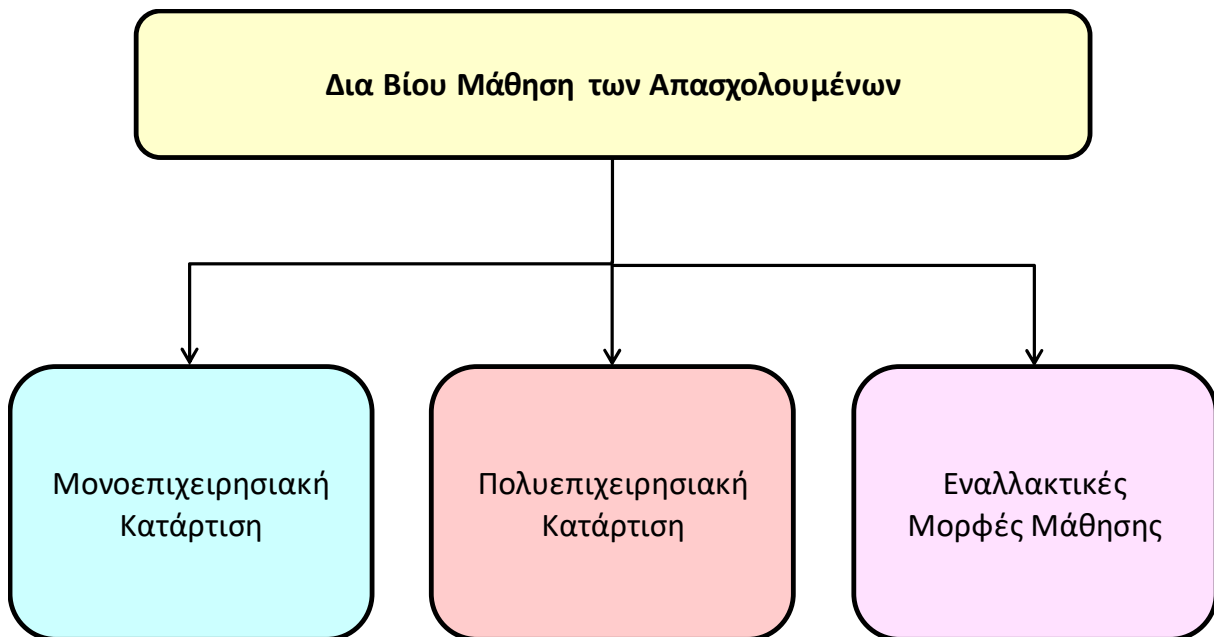 Δια Βίου Μάθηση των Απασχολουμένων
Μονοεπιχειρησιακή
Κατάρτιση
Πολυεπιχειρησιακή
Κατάρτιση
Εναλλακτικές
Μορφές Μάθησης